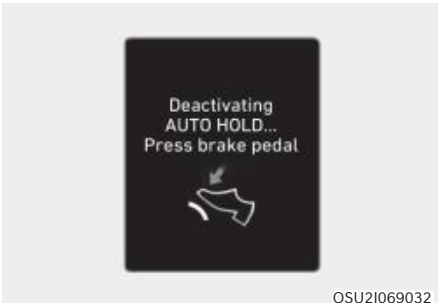 Deactivating
AUTO HOLD...
Press brake pedal
OSU2I069032